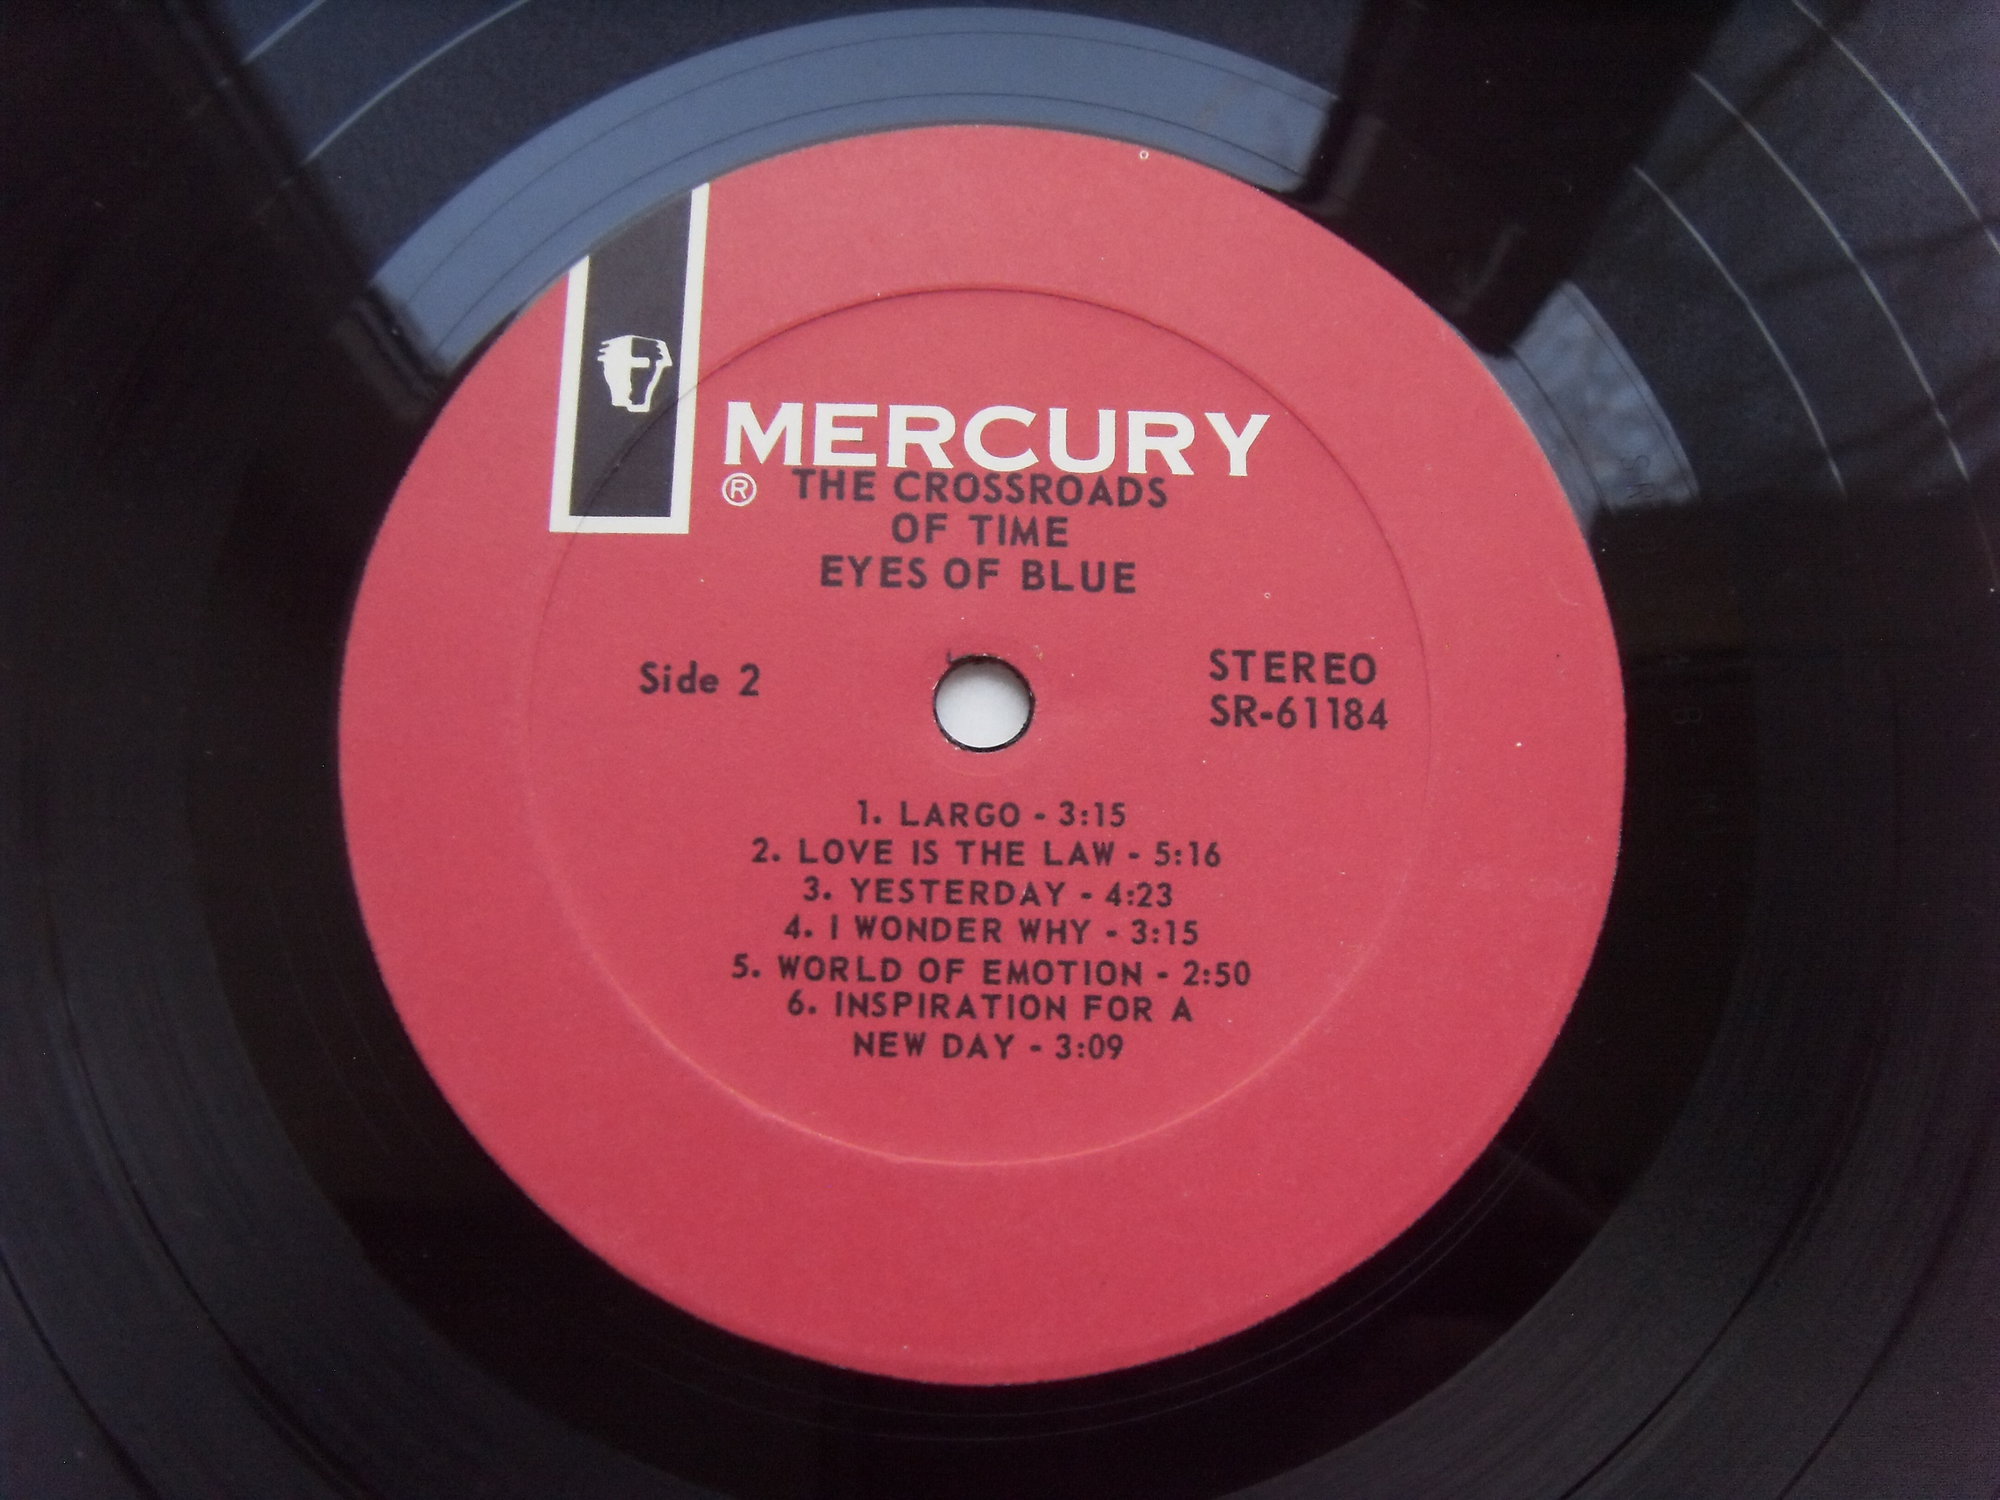 MERCURY
® THE CROSSROADS
OF TIME
EYES OF BLUE
Side 2
STEREO
SR-61184
1. LARGO - 3:15
2. LOVE IS THE LAW - 5:16
3. YESTERDAY - 4:23
4. I WONDER WHY - 3:15
5. WORLD OF EMOTION - 2:50
6. INSPIRATION FOR A
NEW DAY - 3:09